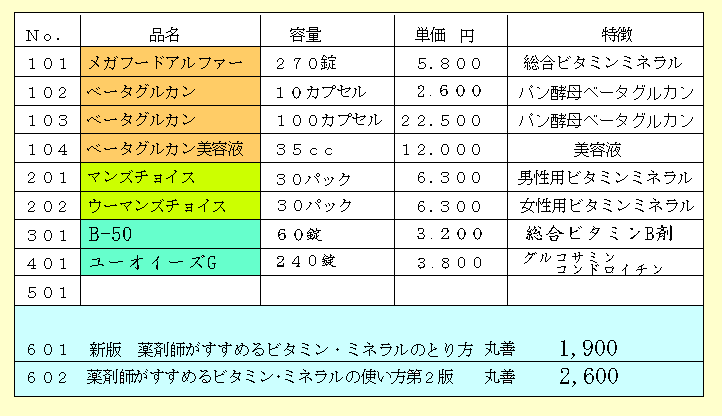 Ｎｏ． 品名 容量 単価 円 特徴
１０１ メガフードアルファー ２７０錠 ５.８００ 総合ビタミンミネラル
１０２ ベータグルカン １０カプセル ２.６００ パン酵母ベータグルカン
１０３ ベータグルカン １００カプセル ２２.５００ パン酵母ベータグルカン
１０４ ベータグルカン美容液 ３５ｃｃ １２.０００ 美容液
２０１ マンズチョイス ３０パック ６.３００ 男性用ビタミンミネラル
２０２ ウーマンズチョイス ３０パック ６.３００ 女性用ビタミンミネラル
３０１ B-50 ６０錠 ３.２００ 総合ビタミンB剤
４０１ ユーオイーズG ２４０錠 ３.８００ グルコサミン
コンドロイチン
５０１
６０１ 新版 薬剤師がすすめるビタミン・ミネラルのとり方 丸善 1,900
６０２ 薬剤師がすすめるビタミン・ミネラルの使い方第２版 丸善 2,600